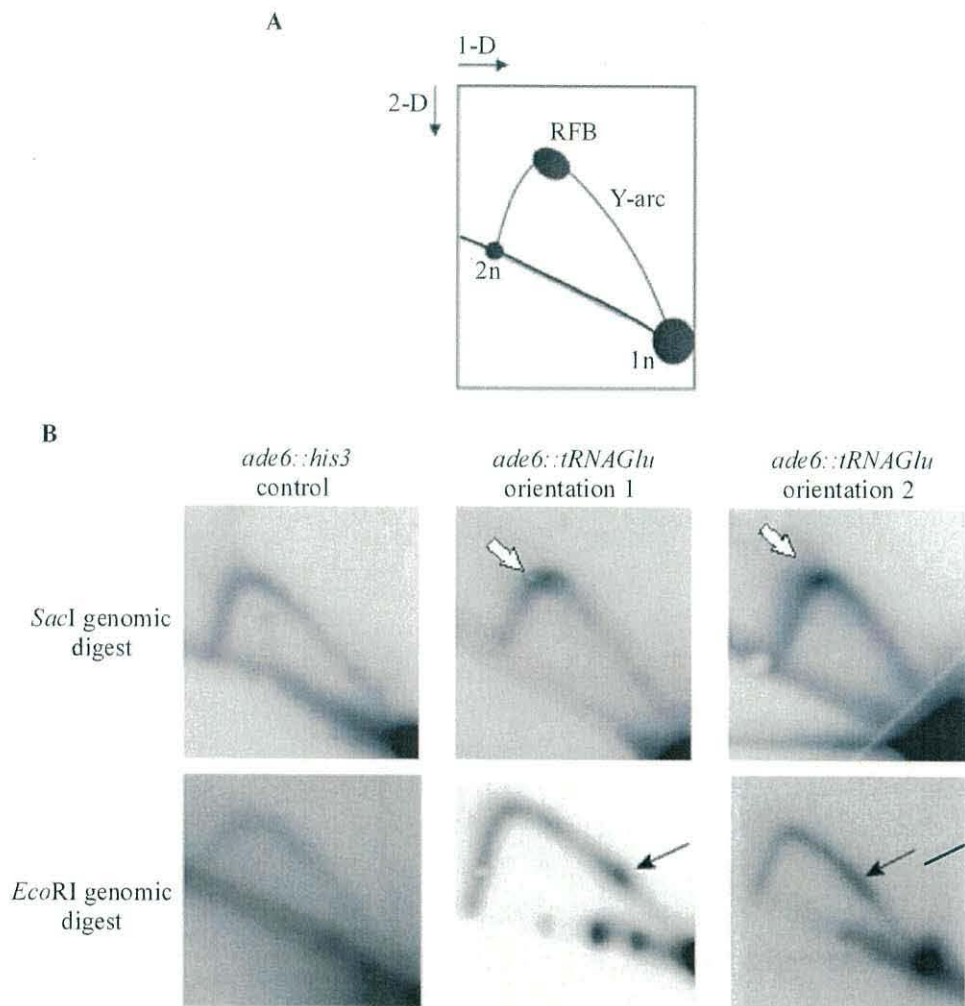 A
1-D
2-D
RFB
Y-arc
2n
1n
B
ade6::his3
control
ade6::tRNAGlu
orientation 1
ade6::tRNAGlu
orientation 2
SacI genomic
digest
EcoRI genomic
digest